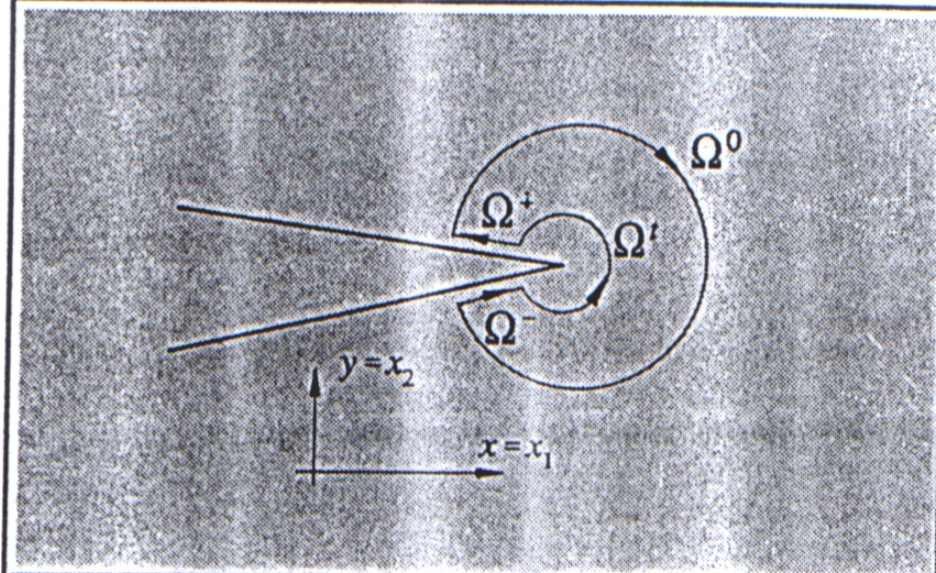 Ω⁰
Ω⁺
Ωᵗ
Ω⁻
y = x₂
x = x₁